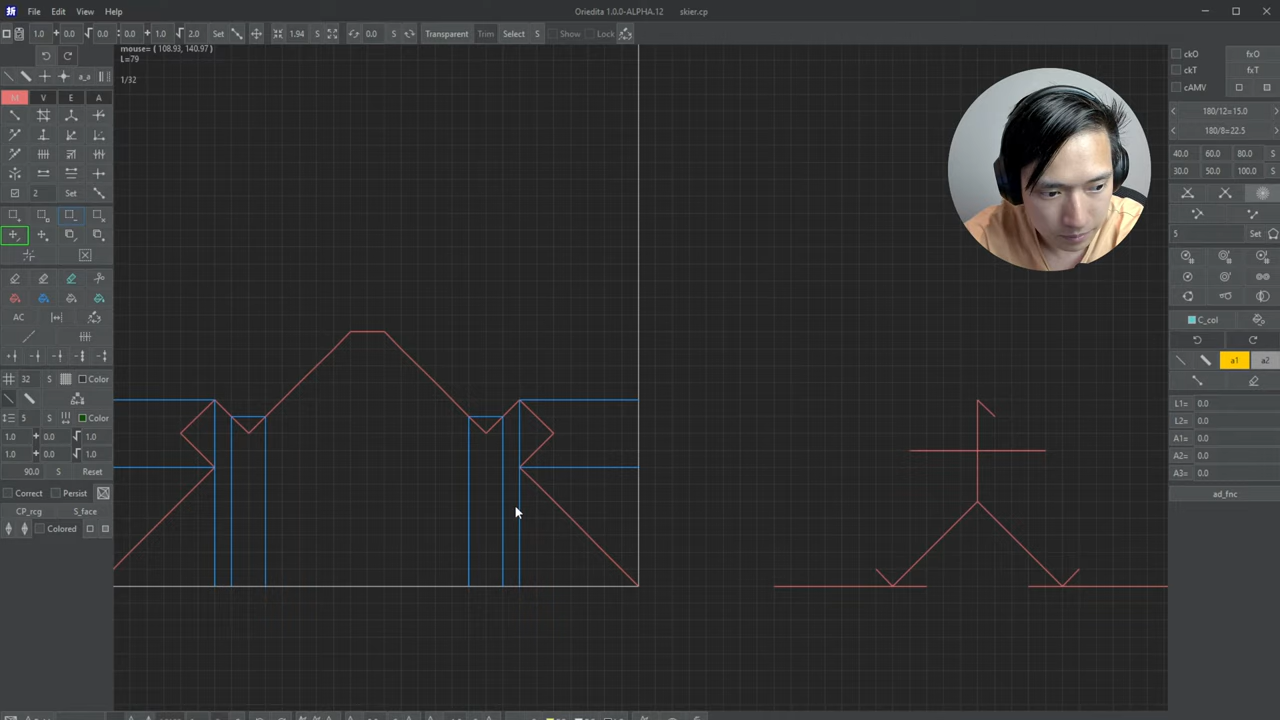 折 File Edit View Help Oriedita 1.0.0-ALPHA.12 skier.cp
1.0 + 0.0 + √ 0.0 : 0.0 + 1.0 + √ 2.0 Set 1.94 S 0.0 S Transparent Trim Select S Show Lock
mouse= ( 108.93, 140.97 )
L=79
1/32
a_a
M V E A
2 Set
AC
32 S Color
5 S Color
1.0 + 0.0 + √ 1.0
1.0 + 0.0 + √ 1.0
90.0 S Reset
Correct Persist
CP_rcg S_face
Colored
ckO fxO
ckT fxT
cAMV
< 180/12=15.0 >
< 180/8=22.5 >
40.0 60.0 80.0 S
30.0 50.0 100.0 S
5 Set
C_col
a1 a2
L1= 0.0
L2= 0.0
A1= 0.0
A2= 0.0
A3= 0.0
ad_fnc